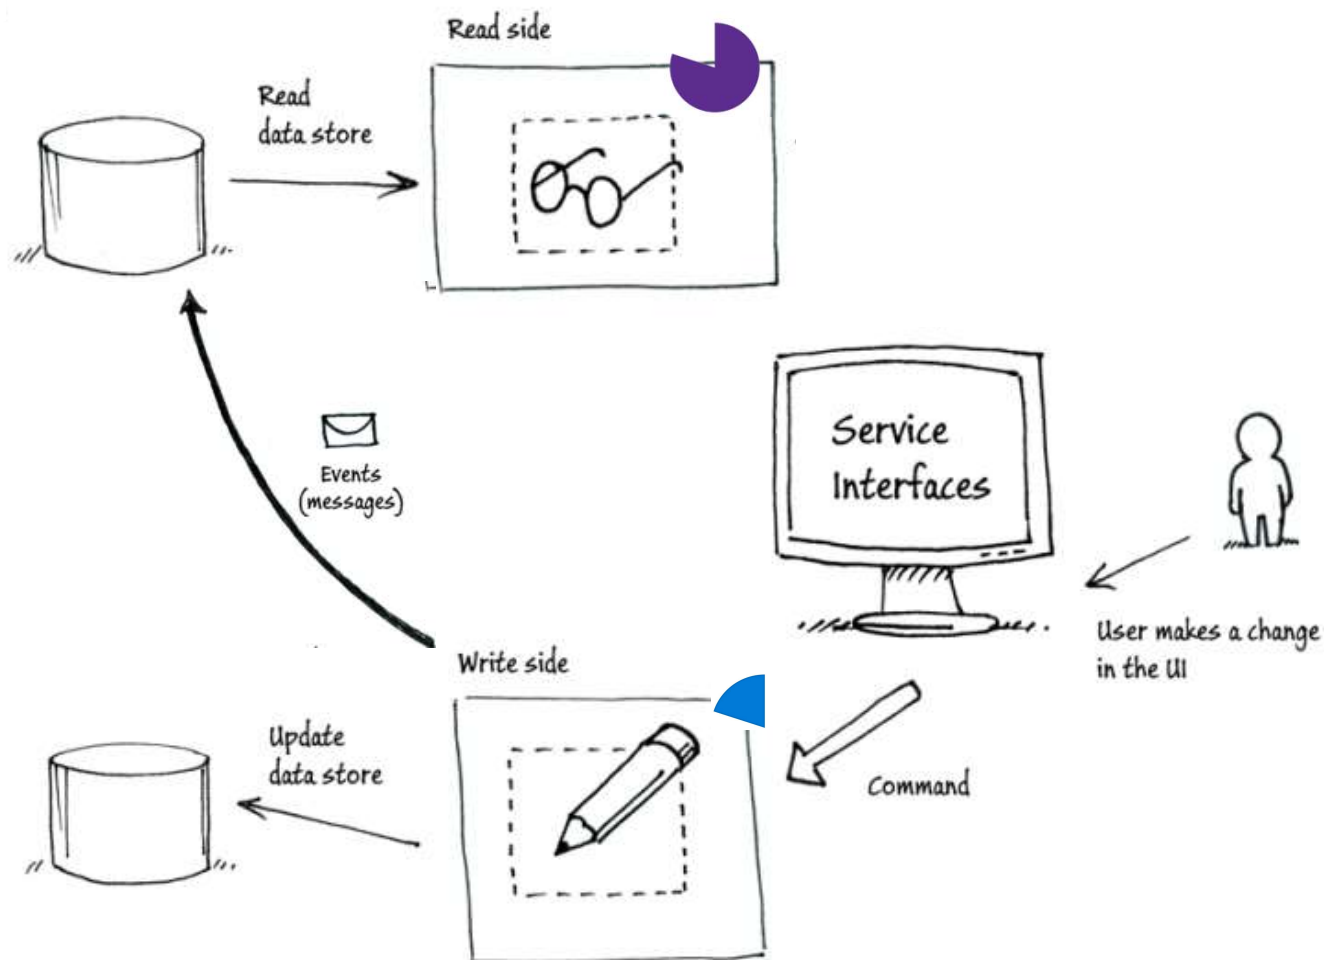 Read side
Read
data store
Service
Interfaces
Events
(messages)
User makes a change
in the UI
Write side
Update
data store
Command